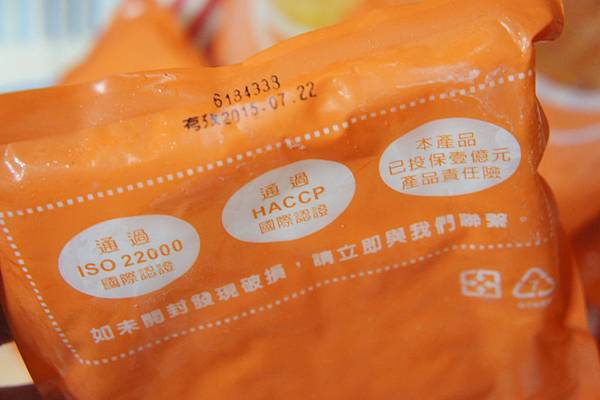 6184338
有效2015.07.22
通過
ISO 22000
國際認證
通過
HACCP
國際認證
本產品
已投保壹億元
產品責任險
如未開封發現破損，請立即與我們聯繫。